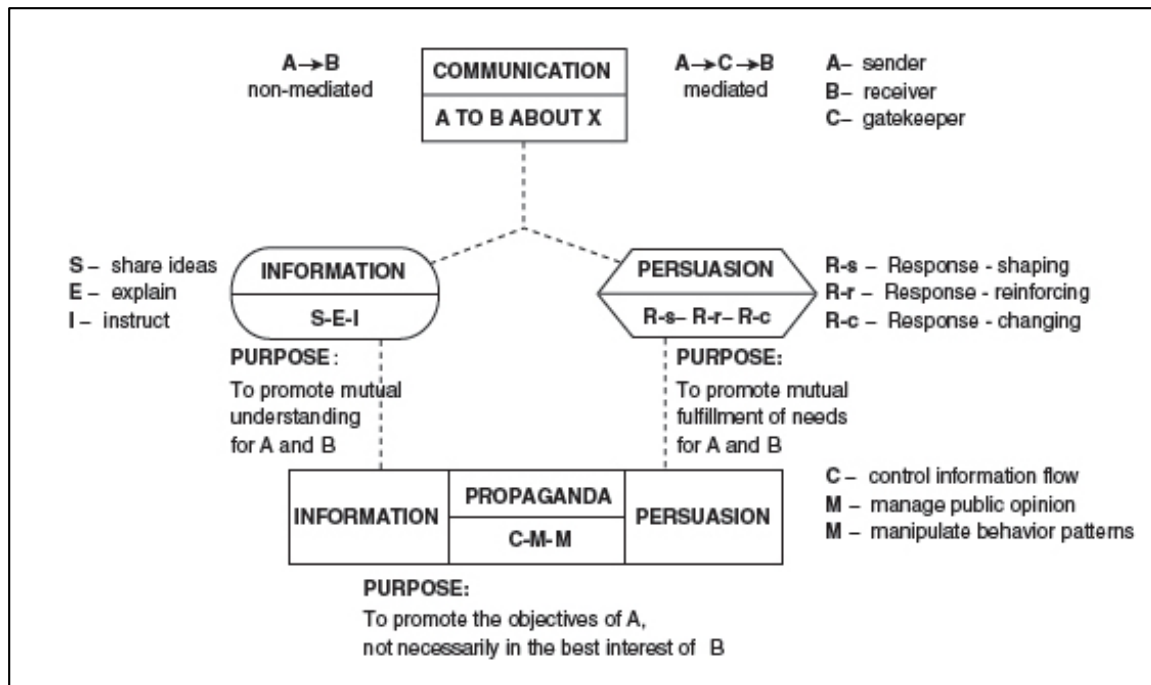 A→B
non-mediated
COMMUNICATION
A TO B ABOUT X
A→C→B
mediated
A– sender
B– receiver
C– gatekeeper
S – share ideas
E – explain
I – instruct
INFORMATION
S-E-I
PERSUASION
R-s– R-r– R-c
R-s – Response - shaping
R-r – Response - reinforcing
R-c – Response - changing
PURPOSE :
To promote mutual
understanding
for A and B
PURPOSE:
To promote mutual
fulfillment of needs
for A and B
INFORMATION
PROPAGANDA
C-M-M
PERSUASION
C – control information flow
M – manage public opinion
M – manipulate behavior patterns
PURPOSE:
To promote the objectives of A,
not necessarily in the best interest of B